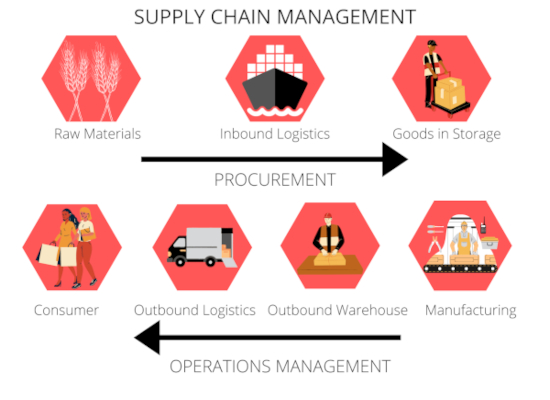 SUPPLY CHAIN MANAGEMENT
Raw Materials
Inbound Logistics
Goods in Storage
PROCUREMENT
Consumer
Outbound Logistics
Outbound Warehouse
Manufacturing
OPERATIONS MANAGEMENT